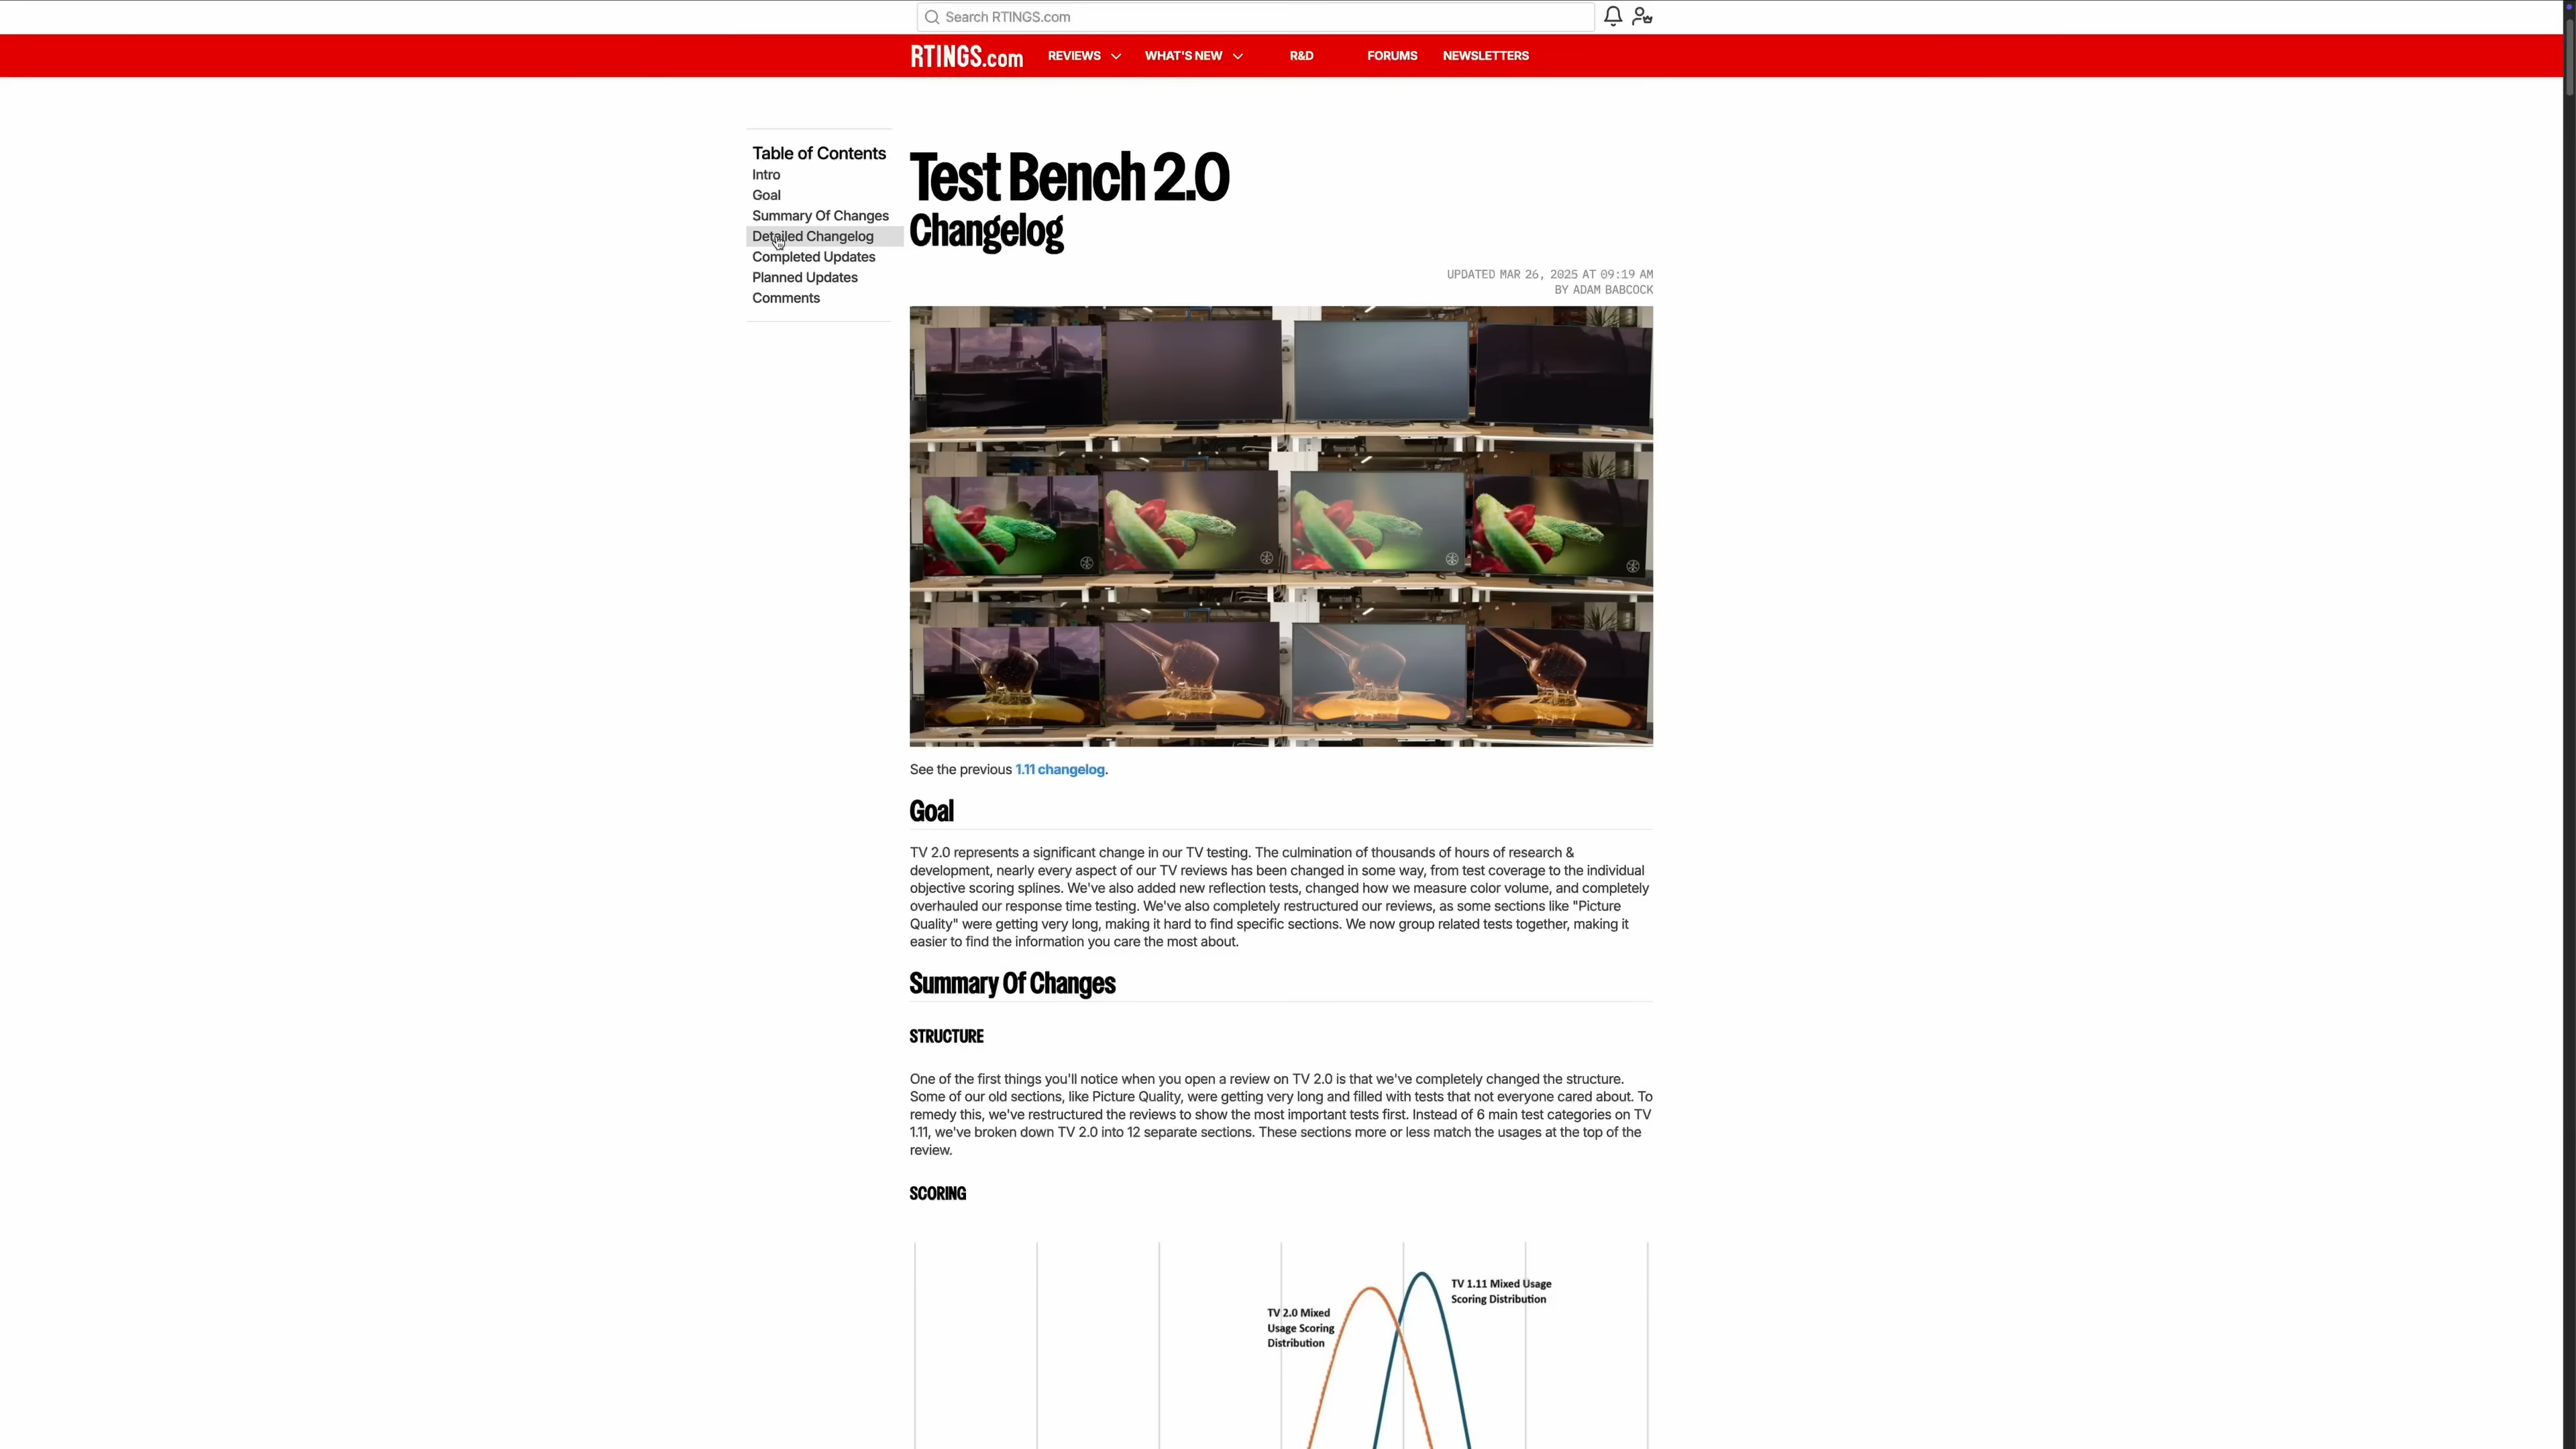 Search RTINGS.com
RTINGS.com REVIEWS WHAT'S NEW R&D FORUMS NEWSLETTERS
Table of Contents
Intro
Goal
Summary Of Changes
Detailed Changelog
Completed Updates
Planned Updates
Comments
Test Bench 2.0
Changelog
UPDATED MAR 26, 2025 AT 09:19 AM
BY ADAM BABCOCK
See the previous 1.11 changelog.
Goal
TV 2.0 represents a significant change in our TV testing. The culmination of thousands of hours of research &
development, nearly every aspect of our TV reviews has been changed in some way, from test coverage to the individual
objective scoring splines. We've also added new reflection tests, changed how we measure color volume, and completely
overhauled our response time testing. We've also completely restructured our reviews, as some sections like "Picture
Quality" were getting very long, making it hard to find specific sections. We now group related tests together, making it
easier to find the information you care the most about.
Summary Of Changes
STRUCTURE
One of the first things you'll notice when you open a review on TV 2.0 is that we've completely changed the structure.
Some of our old sections, like Picture Quality, were getting very long and filled with tests that not everyone cared about. To
remedy this, we've restructured the reviews to show the most important tests first. Instead of 6 main test categories on TV
1.11, we've broken down TV 2.0 into 12 separate sections. These sections more or less match the usages at the top of the
review.
SCORING
TV 1.11 Mixed Usage
Scoring Distribution
TV 2.0 Mixed
Usage Scoring
Distribution